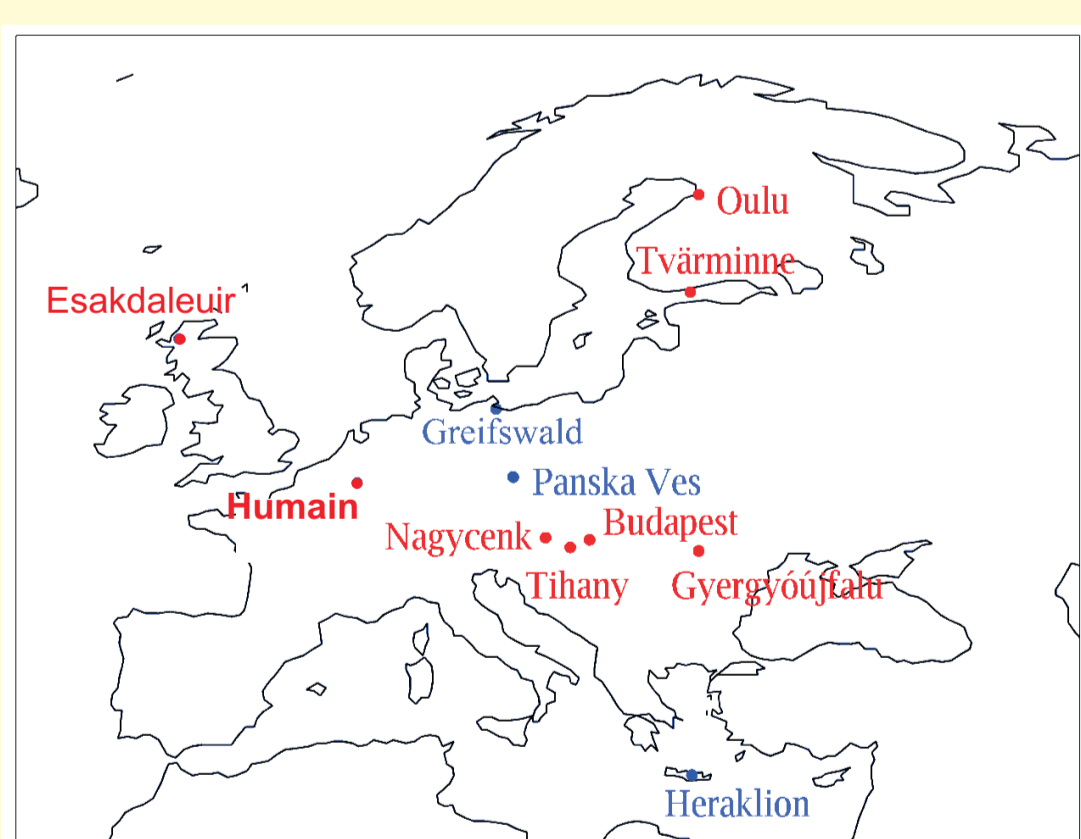 Oulu
Tvärminne
Esakdaleuir
Greifswald
Panska Ves
Humain
Nagycenk
Budapest
Tihany
Gyergyóújfalu
Heraklion